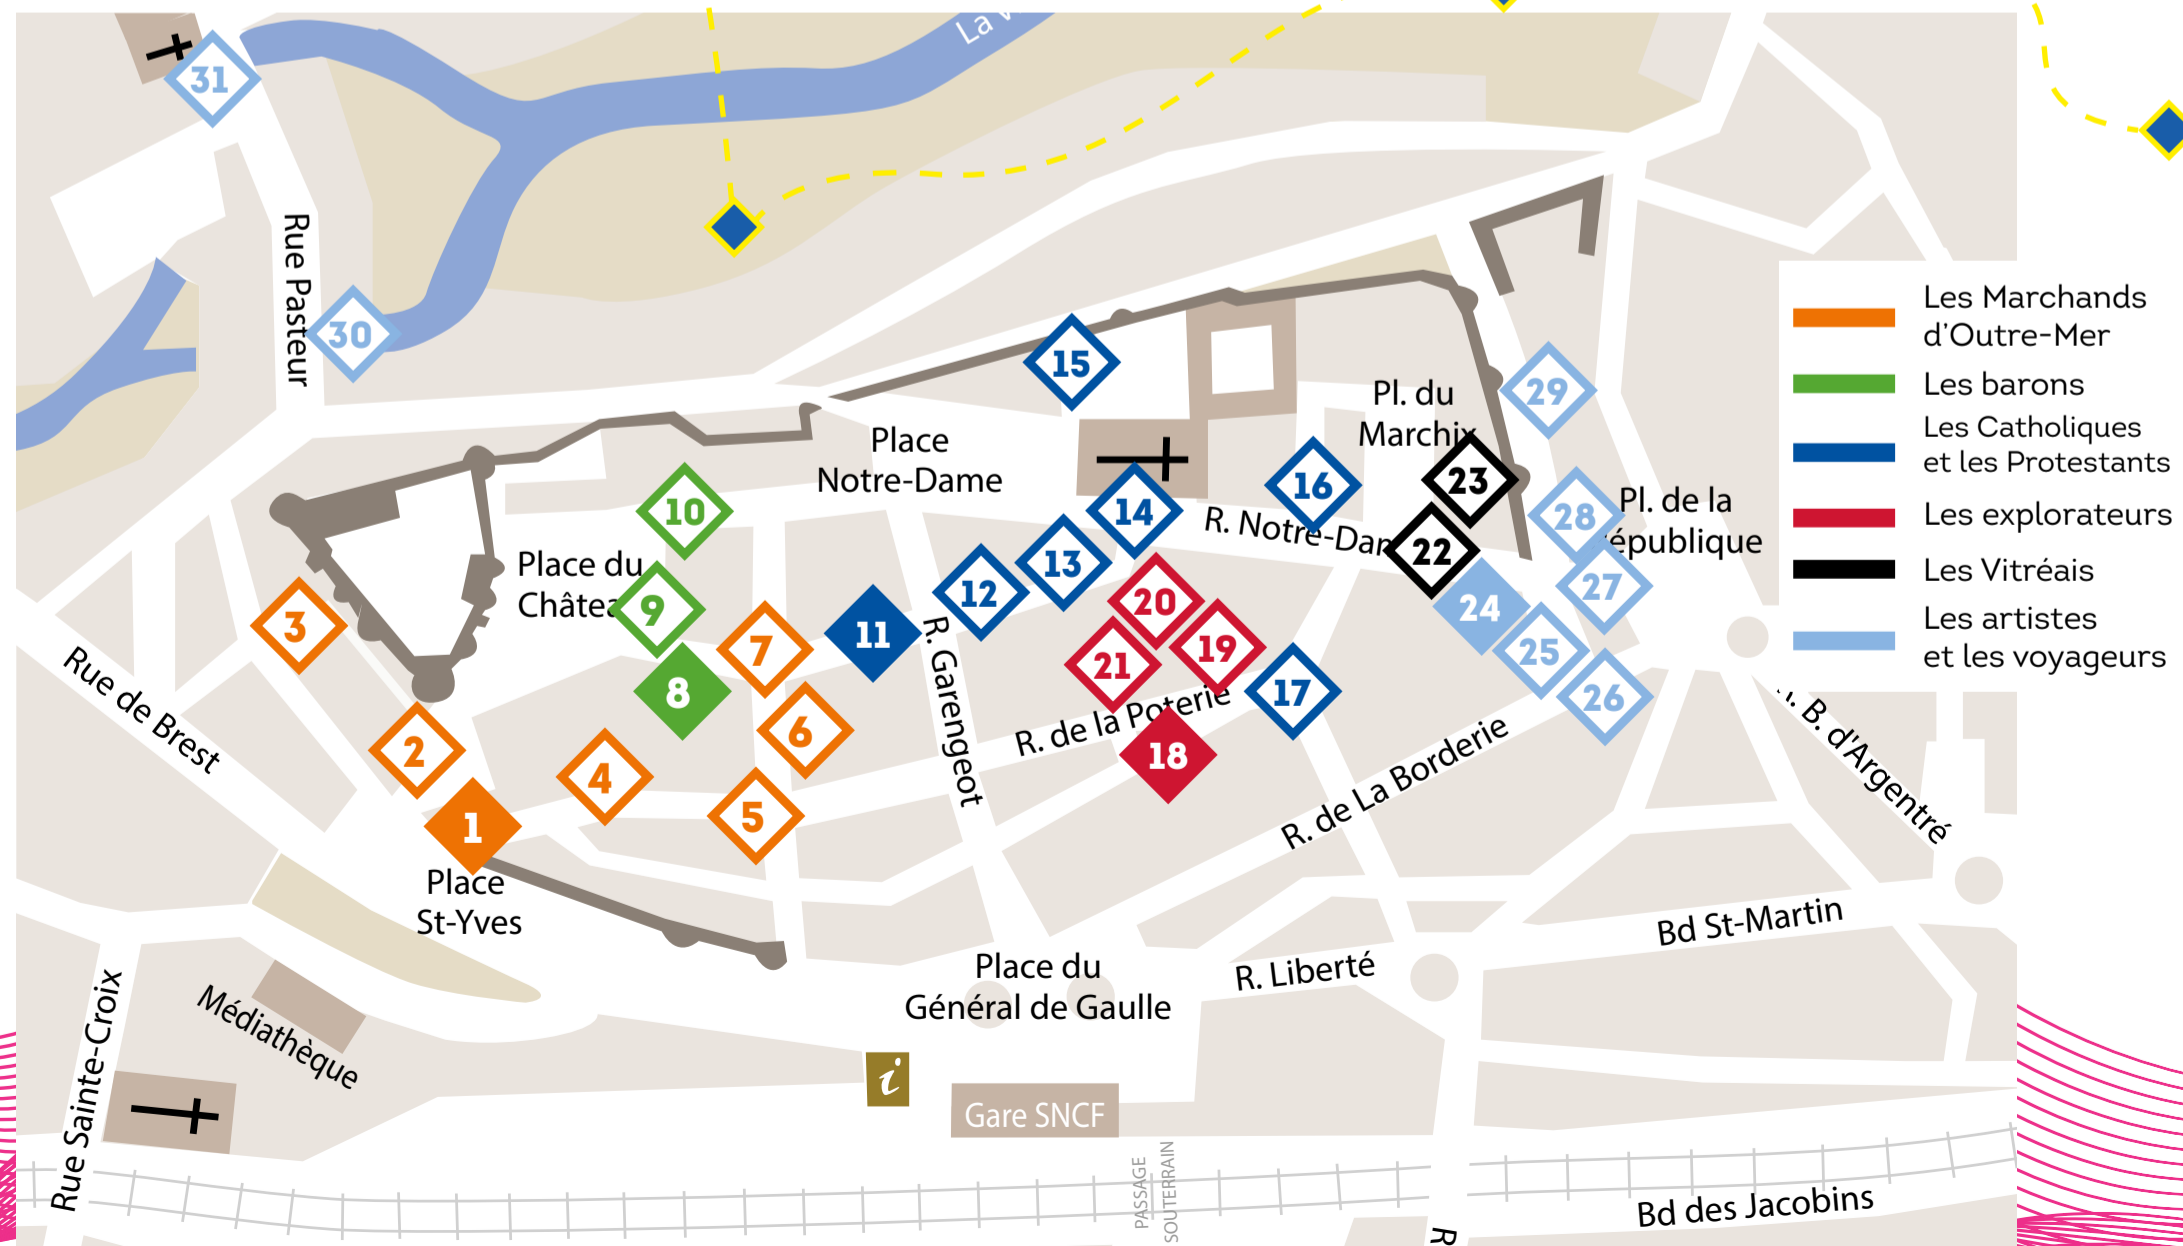 La
31
Rue Pasteur
30
15
Pl. du
Marchix
29
Place
Notre-Dame
23
16
14
10
28
Pl. de la
République
R. Notre-Dam
22
13
12
Place du
Château
9
3
7
11
20
19
21
24
27
25
26
8
17
R. Garengeot
R. de la Poterie
18
Rue de Brest
2
6
4
5
1
R. de La Borderie
B. d'Argentré
Place
St-Yves
Bd St-Martin
Place du
Général de Gaulle
R. Liberté
Médiathèque
Rue Sainte-Croix
i
Gare SNCF
PASSAGE
SOUTERRAIN
Bd des Jacobins
R
Les Marchands
d'Outre-Mer
Les barons
Les Catholiques
et les Protestants
Les explorateurs
Les Vitréais
Les artistes
et les voyageurs